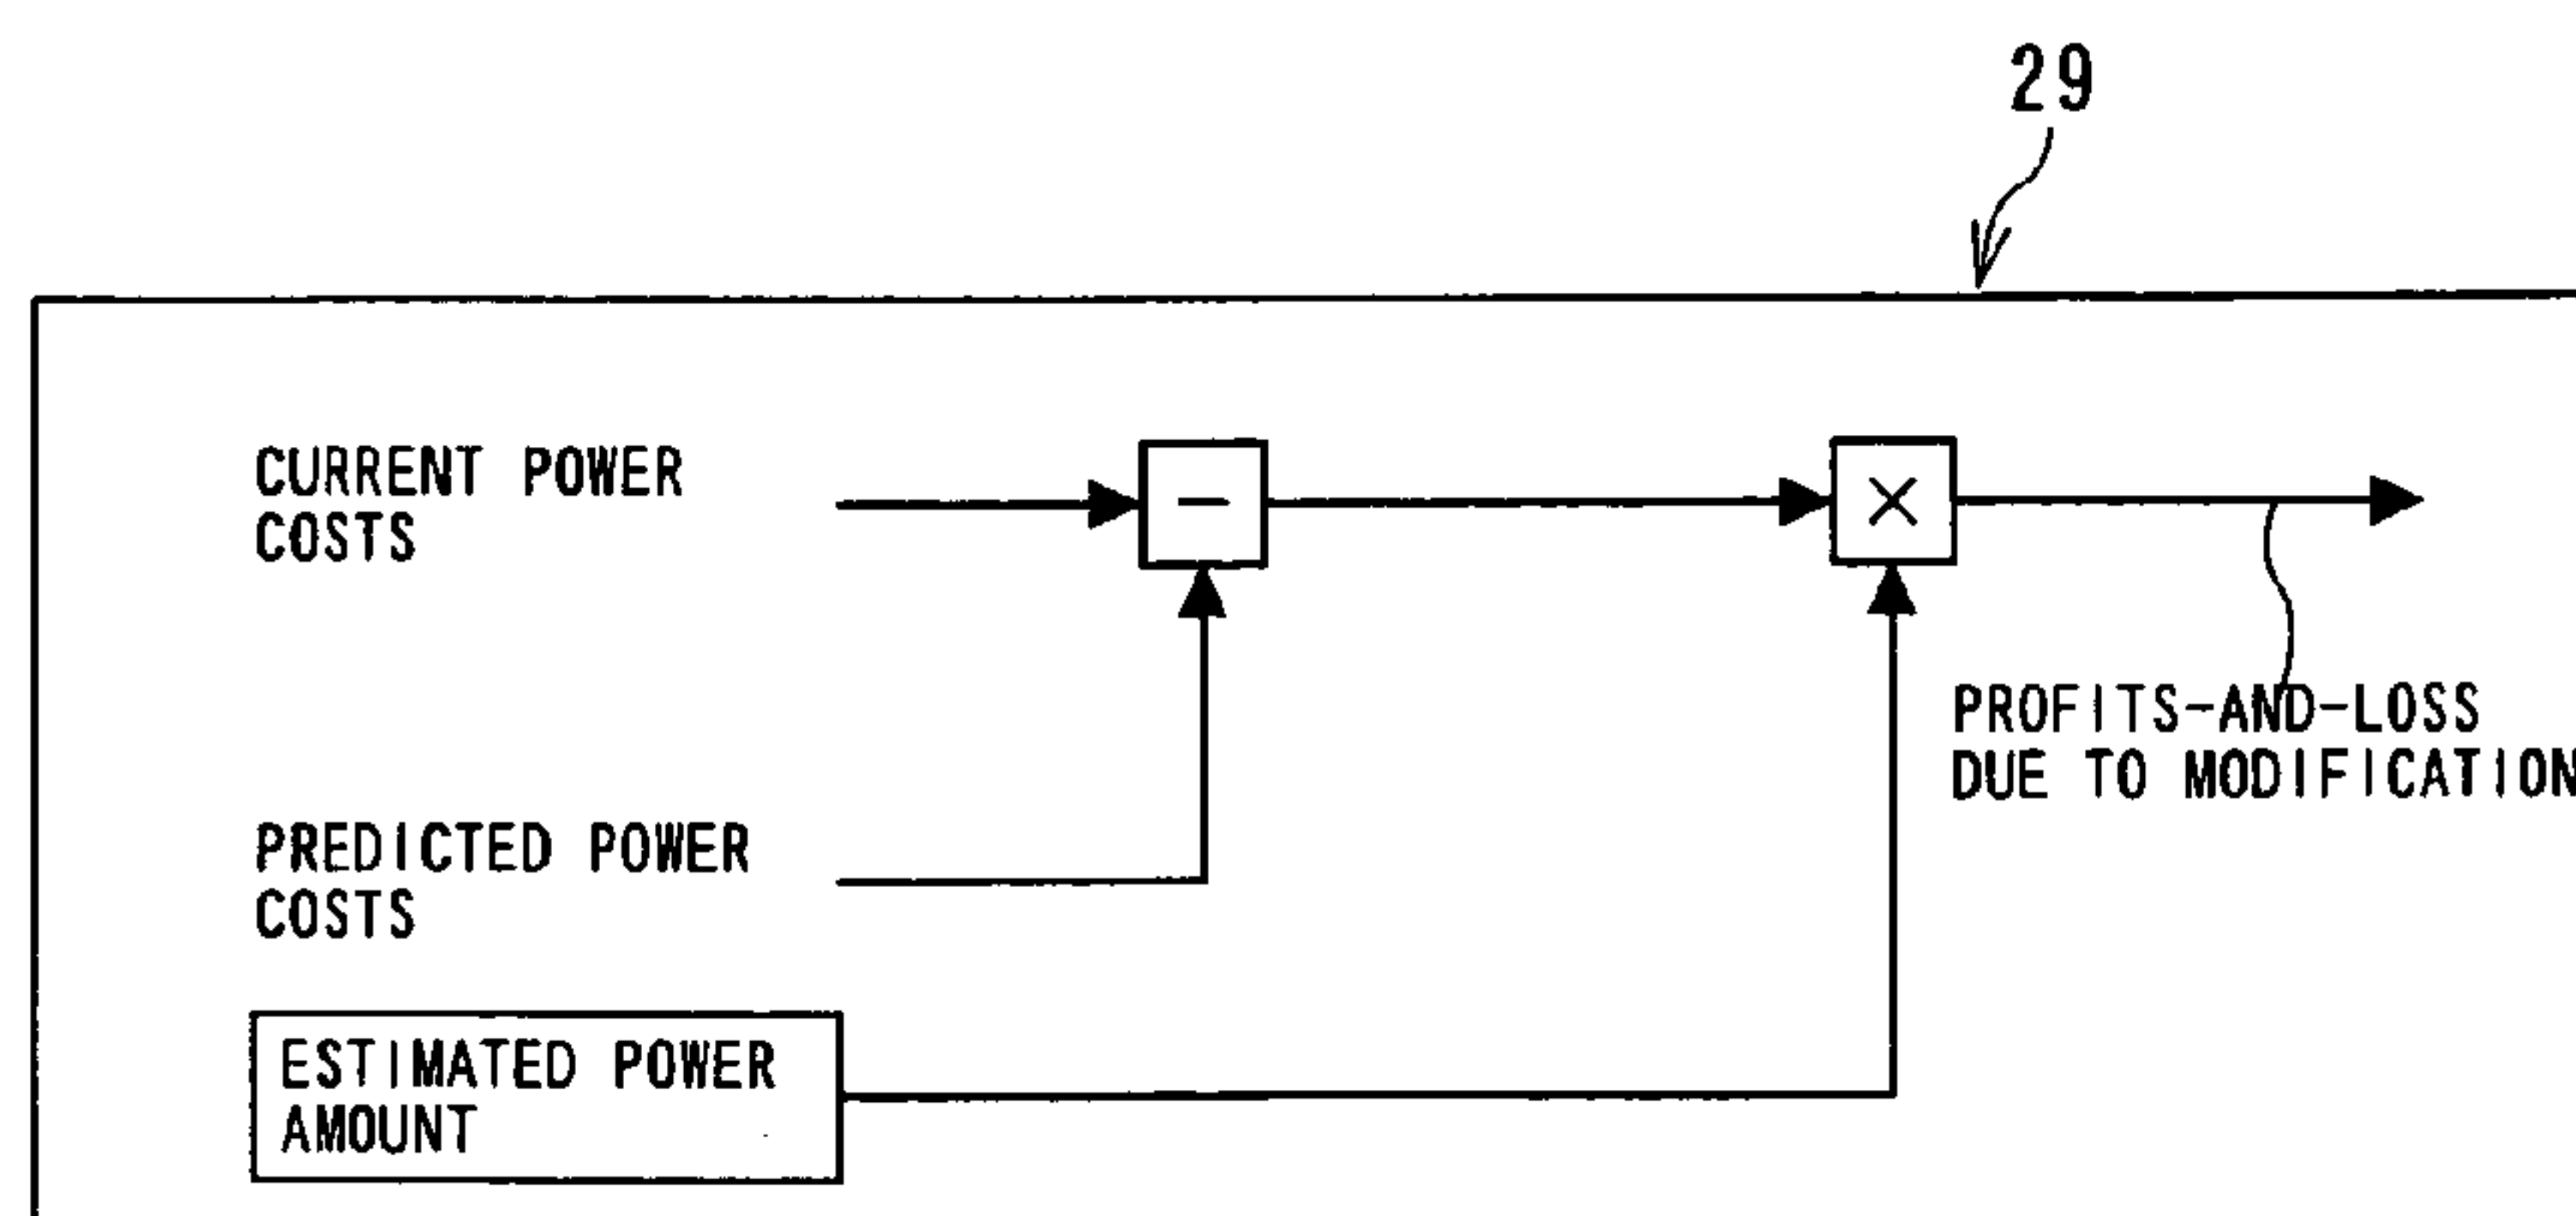 29
CURRENT POWER
COSTS
−
×
PROFITS-AND-LOSS
DUE TO MODIFICATION
PREDICTED POWER
COSTS
ESTIMATED POWER
AMOUNT